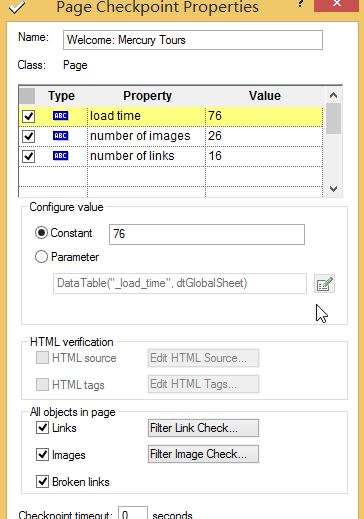 Page Checkpoint Properties ? ×
Name: Welcome: Mercury Tours
Class: Page
Type Property Value
ABC load time 76
ABC number of images 26
ABC number of links 16
Configure value
Constant 76
Parameter
DataTable("_load_time", dtGlobalSheet)
HTML verification
HTML source Edit HTML Source...
HTML tags Edit HTML Tags...
All objects in page
Links Filter Link Check...
Images Filter Image Check...
Broken links
Checkpoint timeout: 0 seconds